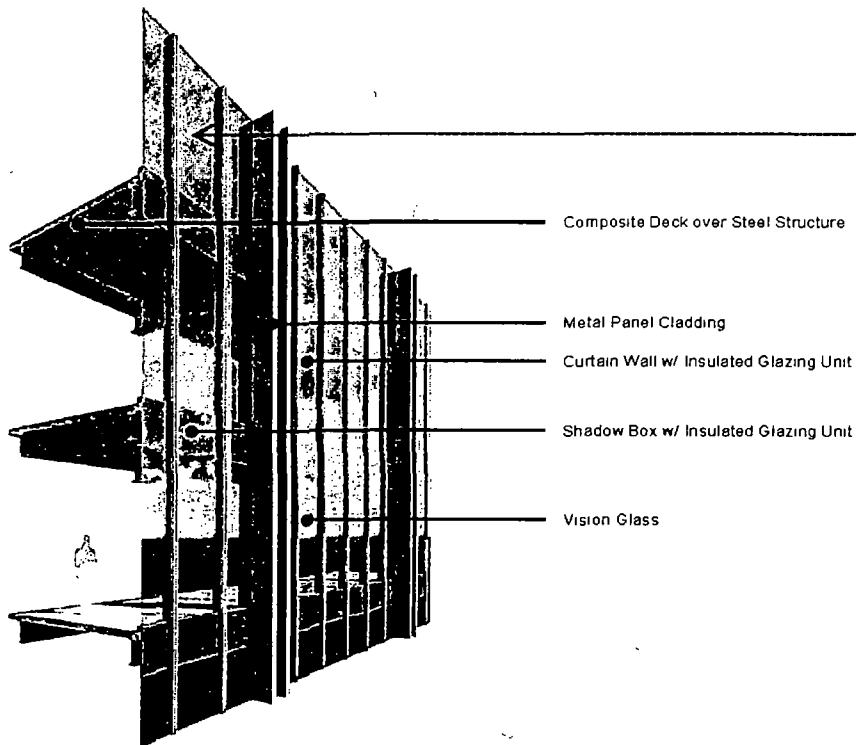 Composite Deck over Steel Structure
Metal Panel Cladding
Curtain Wall w/ Insulated Glazing Unit
Shadow Box w/ Insulated Glazing Unit
Vision Glass